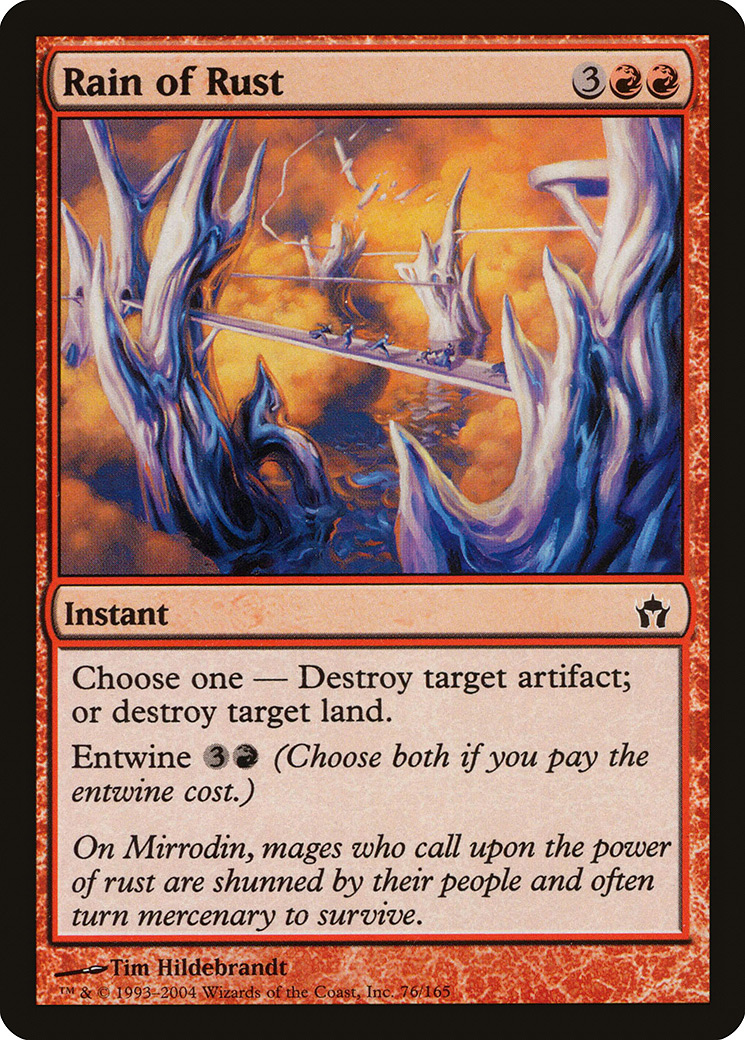 Rain of Rust 3
Instant
Choose one — Destroy target artifact;
or destroy target land.
Entwine 3 (Choose both if you pay the
entwine cost.)
On Mirrodin, mages who call upon the power
of rust are shunned by their people and often
turn mercenary to survive.
Tim Hildebrandt
™ & © 1993–2004 Wizards of the Coast, Inc. 76/165